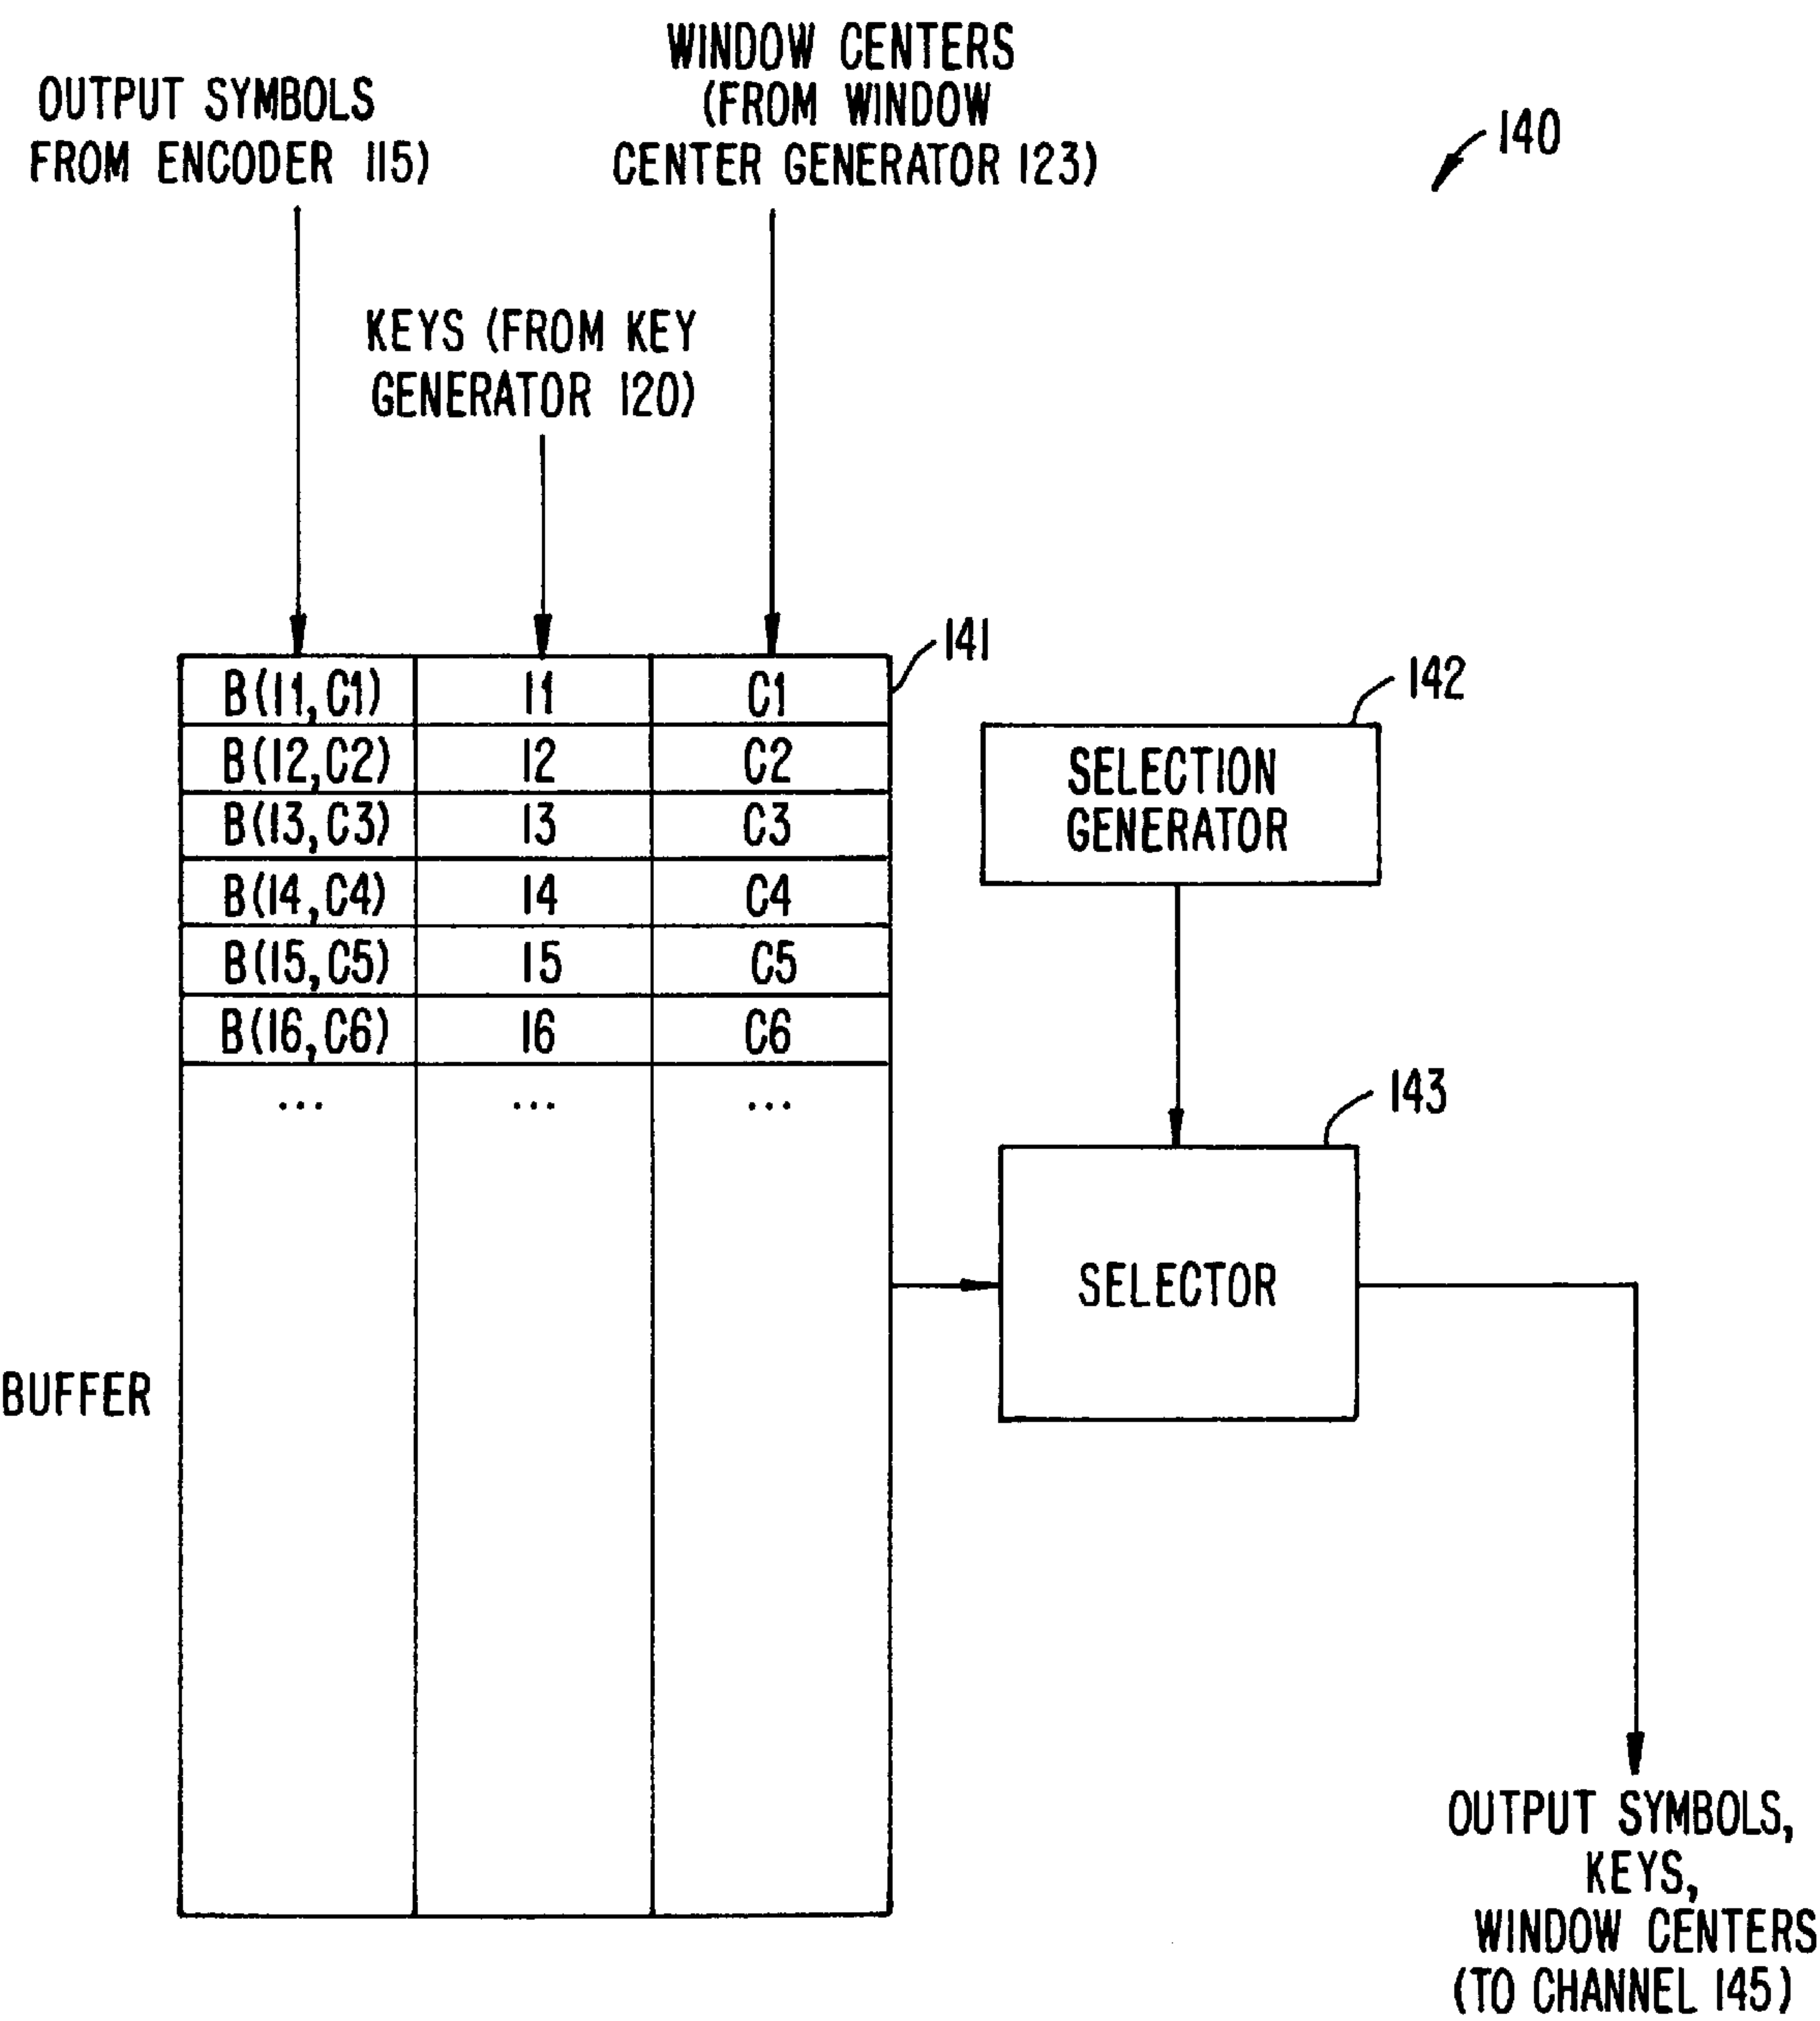 OUTPUT SYMBOLS
FROM ENCODER 115)
WINDOW CENTERS
(FROM WINDOW
CENTER GENERATOR 123)
140
KEYS (FROM KEY
GENERATOR 120)
141
B(I1,C1) I1 C1
B(I2,C2) I2 C2
B(I3,C3) I3 C3
B(I4,C4) I4 C4
B(I5,C5) I5 C5
B(I6,C6) I6 C6
... ... ...
142
SELECTION
GENERATOR
143
SELECTOR
BUFFER
OUTPUT SYMBOLS,
KEYS,
WINDOW CENTERS
(TO CHANNEL 145)